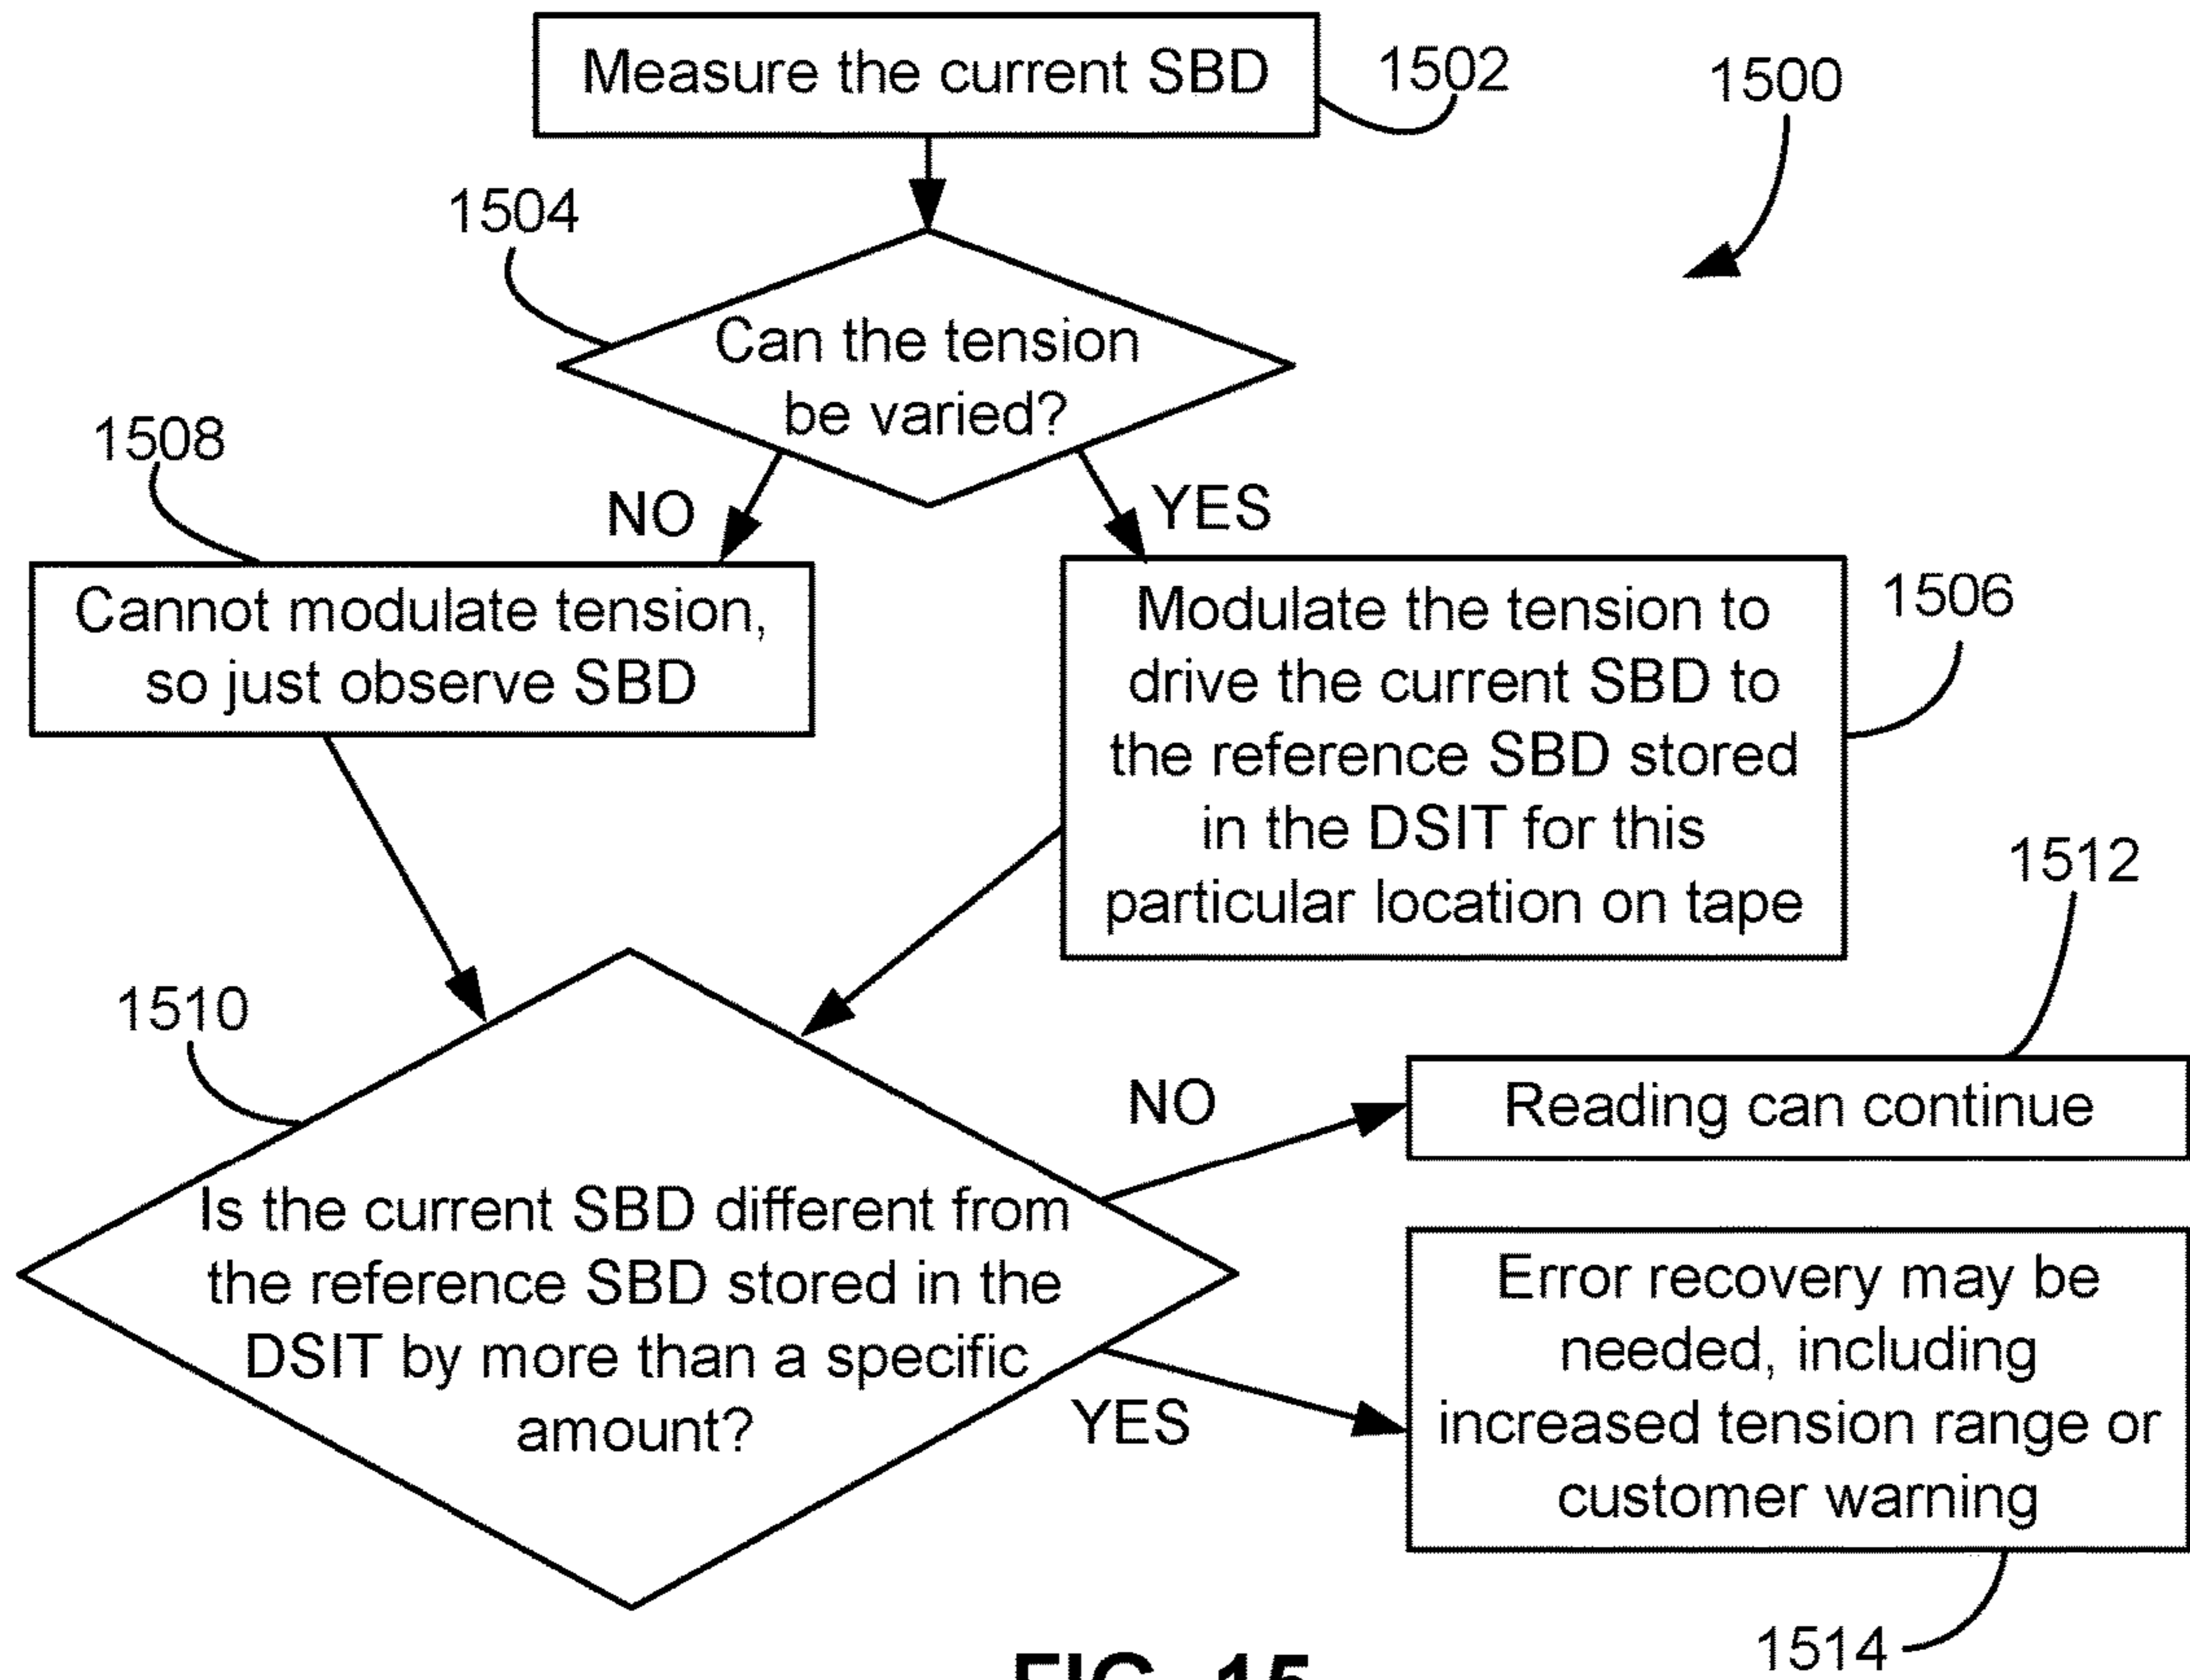 Measure the current SBD
1502
1500
1504
Can the tension
be varied?
1508
NO
YES
Cannot modulate tension,
so just observe SBD
Modulate the tension to
drive the current SBD to
the reference SBD stored
in the DSIT for this
particular location on tape
1506
1512
1510
NO
Reading can continue
Is the current SBD different from
the reference SBD stored in the
DSIT by more than a specific
amount?
YES
Error recovery may be
needed, including
increased tension range or
customer warning
1514
FIG. 15